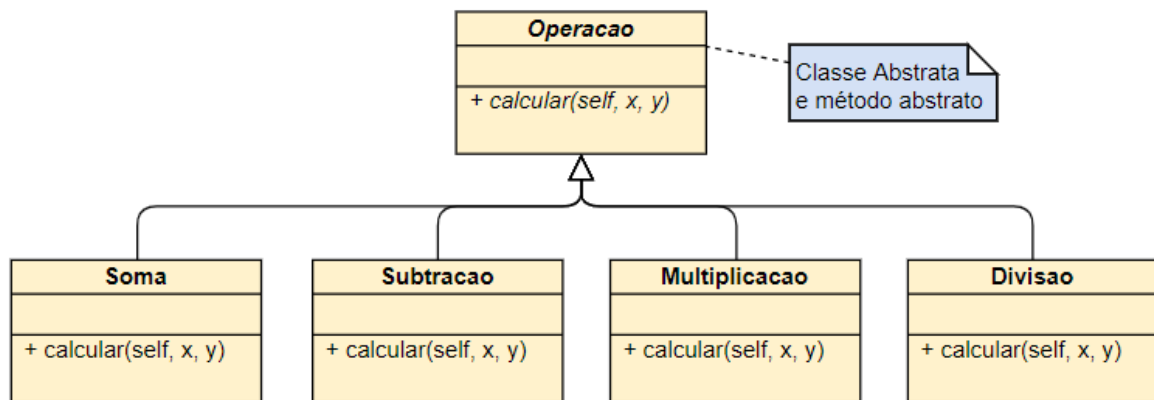 Operacao
+ calcular(self, x, y)
Classe Abstrata
e método abstrato
Soma
+ calcular(self, x, y)
Subtracao
+ calcular(self, x, y)
Multiplicacao
+ calcular(self, x, y)
Divisao
+ calcular(self, x, y)